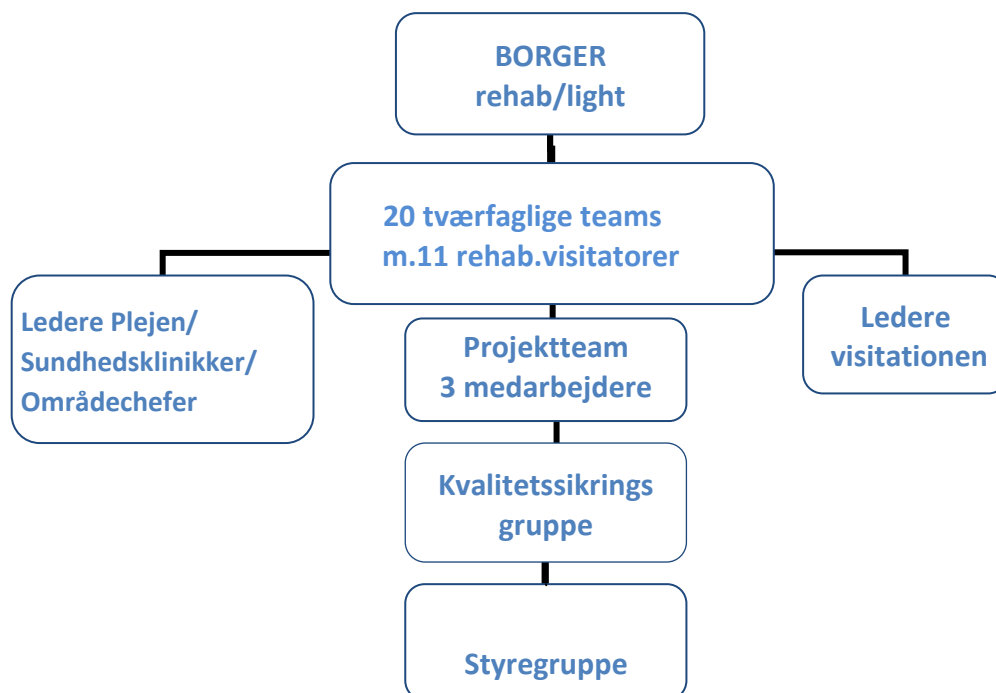 BORGER
rehab/light
20 tværfaglige teams
m.11 rehab.visitatorer
Ledere Plejen/
Sundhedsklinikker/
Områdechefer
Projektteam
3 medarbejdere
Ledere
visitationen
Kvalitetssikrings
gruppe
Styregruppe